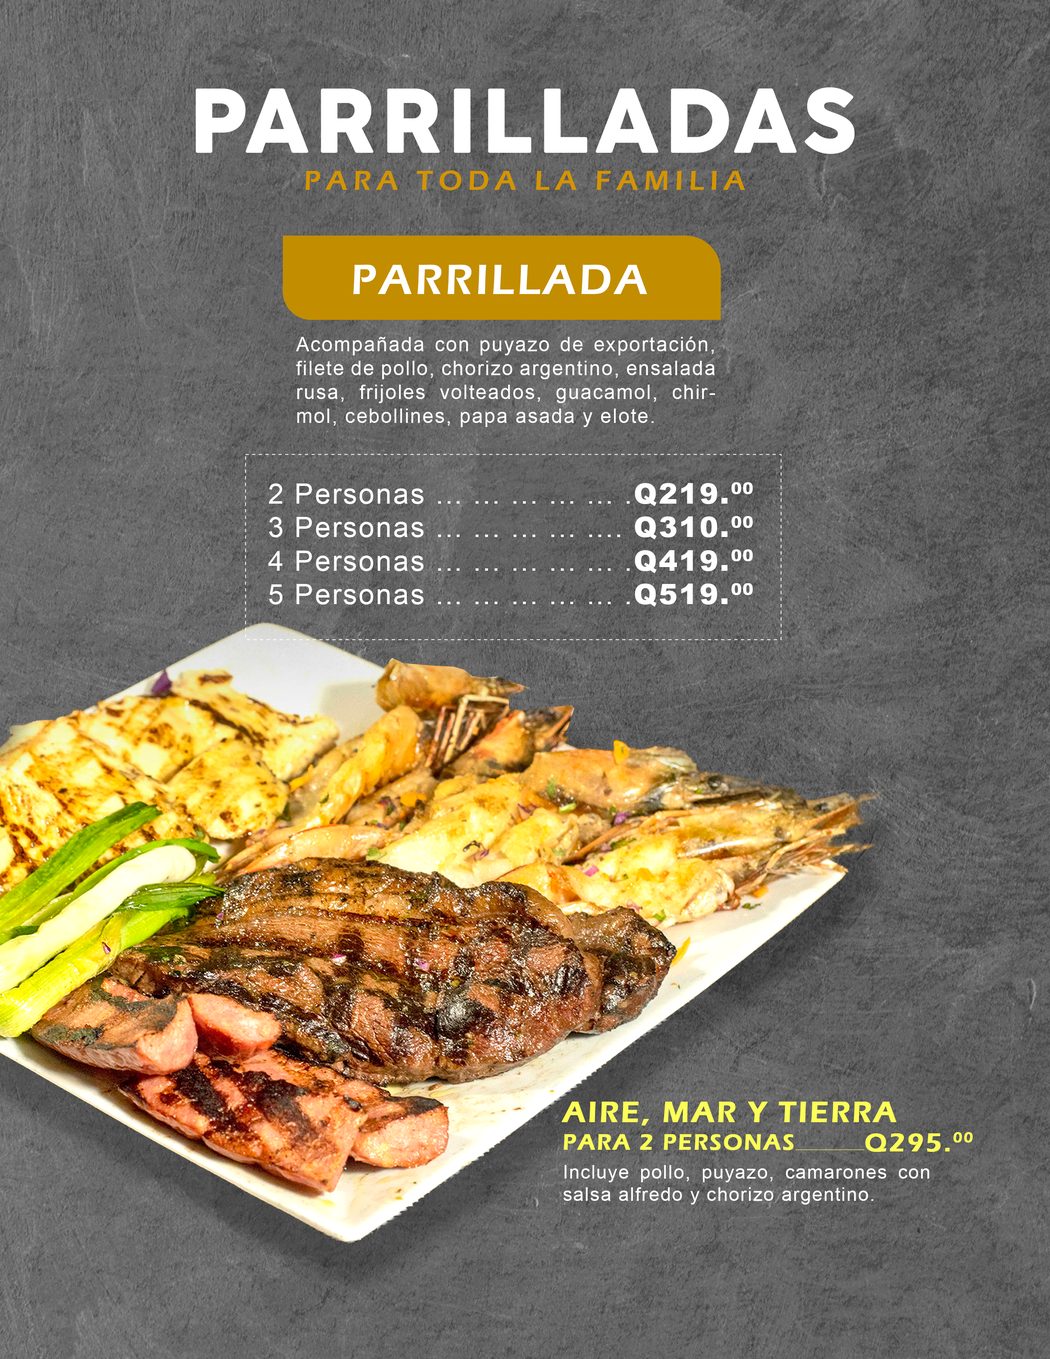 PARRILLADAS
PARA TODA LA FAMILIA
PARRILLADA
Acompañada con puyazo de exportación,
filete de pollo, chorizo argentino, ensalada
rusa, frijoles volteados, guacamol, chir-
mol, cebollines, papa asada y elote.
2 Personas ... ... ... ... ... .Q219.00
3 Personas ... ... ... ... .... Q310.00
4 Personas ... ... ... ... ... .Q419.00
5 Personas ... ... ... ... ... .Q519.00
AIRE, MAR Y TIERRA
PARA 2 PERSONAS______Q295.00
Incluye pollo, puyazo, camarones con
salsa alfredo y chorizo argentino.